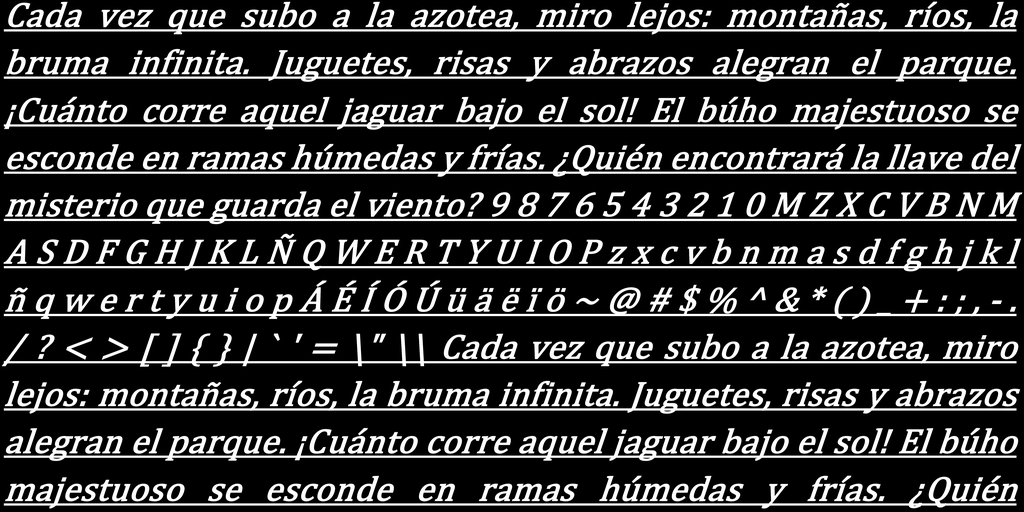 Cada vez que subo a la azotea, miro lejos: montañas, ríos, la
bruma infinita. Juguetes, risas y abrazos alegran el parque.
¡Cuánto corre aquel jaguar bajo el sol! El búho majestuoso se
esconde en ramas húmedas y frías. ¿Quién encontrará la llave del
misterio que guarda el viento? 9 8 7 6 5 4 3 2 1 0 M Z X C V B N M
A S D F G H J K L Ñ Q W E R T Y U I O P z x c v b n m a s d f g h j k l
ñ q w e r t y u i o p Á É Í Ó Ú ü ä ë ï ö ~ @ # $ % ^ & * ( ) _ + : ; , - .
/ ? < > [ ] { } | ` ' = \" \\ Cada vez que subo a la azotea, miro
lejos: montañas, ríos, la bruma infinita. Juguetes, risas y abrazos
alegran el parque. ¡Cuánto corre aquel jaguar bajo el sol! El búho
majestuoso se esconde en ramas húmedas y frías. ¿Quién